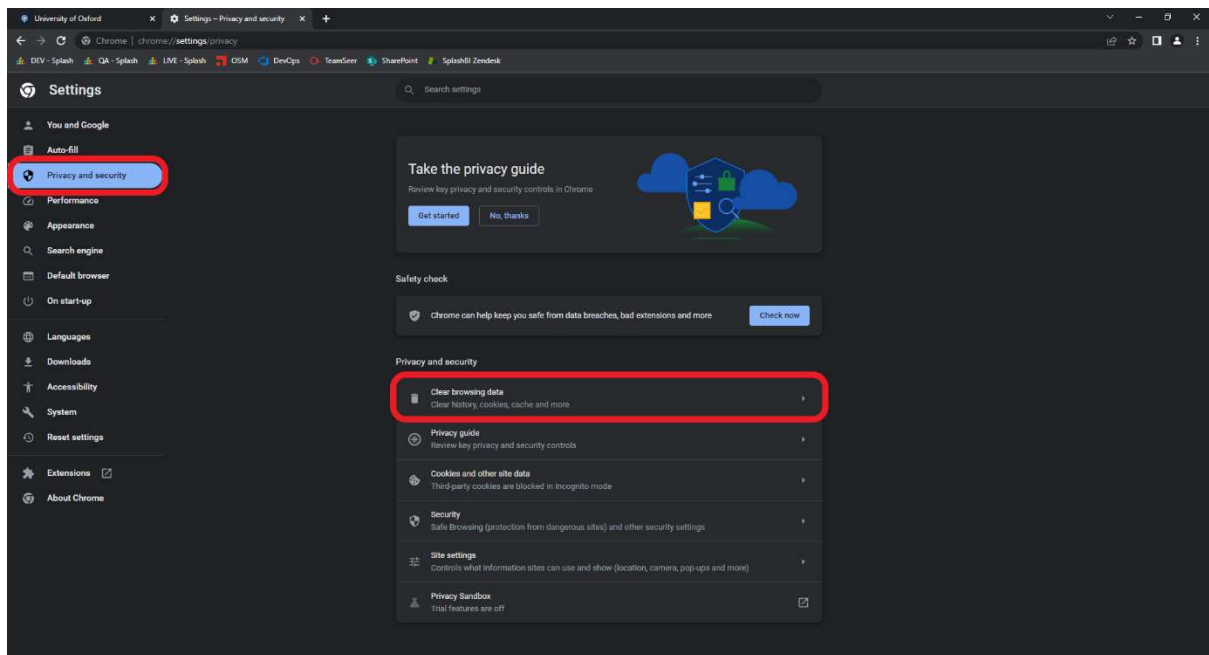 University of Oxford
Settings – Privacy and security
Chrome | chrome://settings/privacy
DEV - Splash QA - Splash LIVE - Splash OSM DevOps TeamSeer SharePoint SplashBI Zendesk
Settings
Search settings
You and Google
Auto-fill
Privacy and security
Performance
Appearance
Search engine
Default browser
On start-up
Languages
Downloads
Accessibility
System
Reset settings
Extensions
About Chrome
Take the privacy guide
Review key privacy and security controls in Chrome
Get started No, thanks
Safety check
Chrome can help keep you safe from data breaches, bad extensions and more Check now
Privacy and security
Clear browsing data
Clear history, cookies, cache and more
Privacy guide
Review key privacy and security controls
Cookies and other site data
Third-party cookies are blocked in Incognito mode
Security
Safe Browsing (protection from dangerous sites) and other security settings
Site settings
Controls what information sites can use and show (location, camera, pop-ups and more)
Privacy Sandbox
Trial features are off